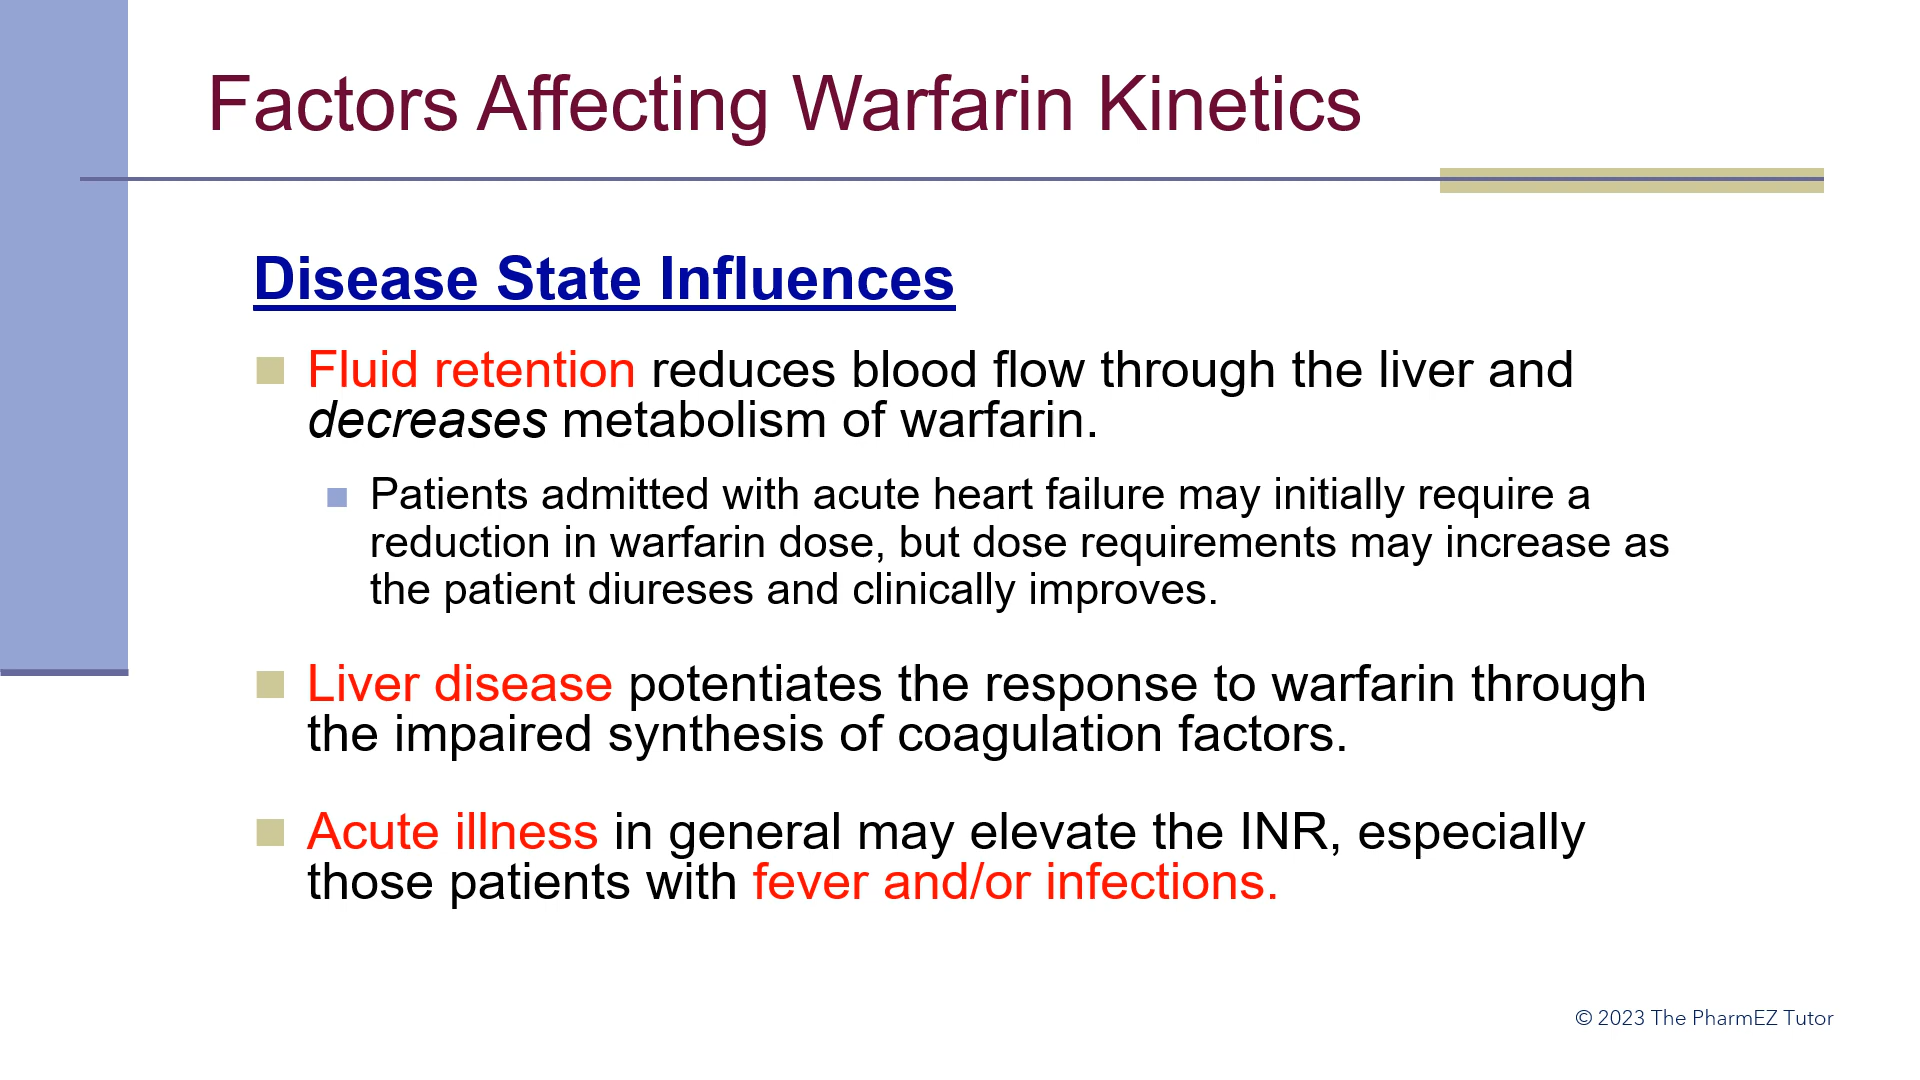 Factors Affecting Warfarin Kinetics
Disease State Influences
Fluid retention reduces blood flow through the liver and
decreases metabolism of warfarin.
Patients admitted with acute heart failure may initially require a
reduction in warfarin dose, but dose requirements may increase as
the patient diureses and clinically improves.
Liver disease potentiates the response to warfarin through
the impaired synthesis of coagulation factors.
Acute illness in general may elevate the INR, especially
those patients with fever and/or infections.
© 2023 The PharmEZ Tutor